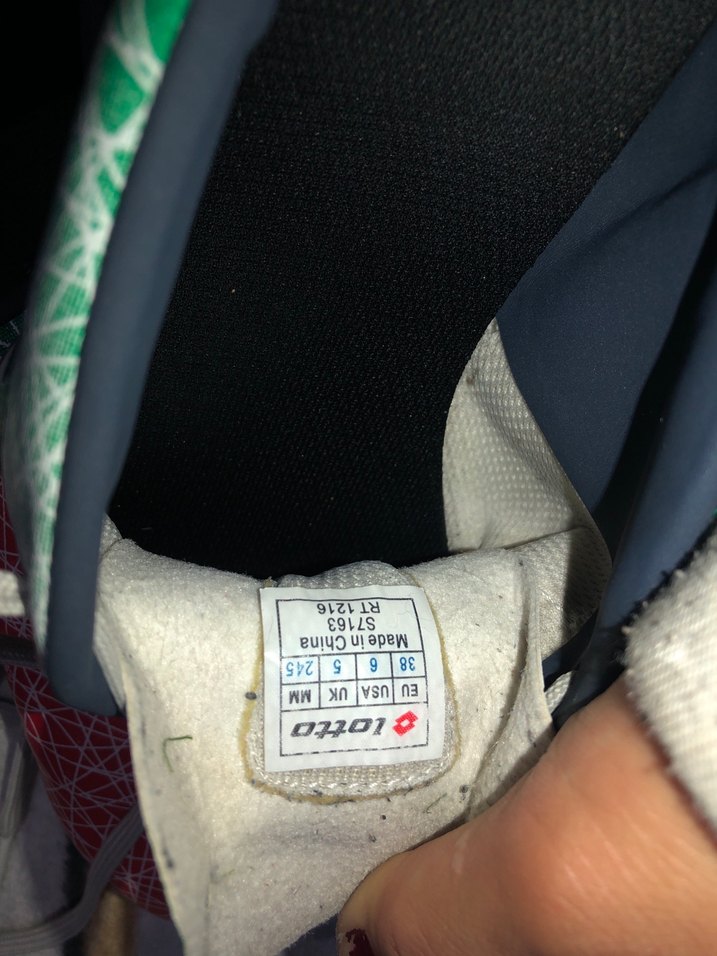 lotto
EU USA UK MM
38 6 5 245
Made in China
S7163
RT 1216